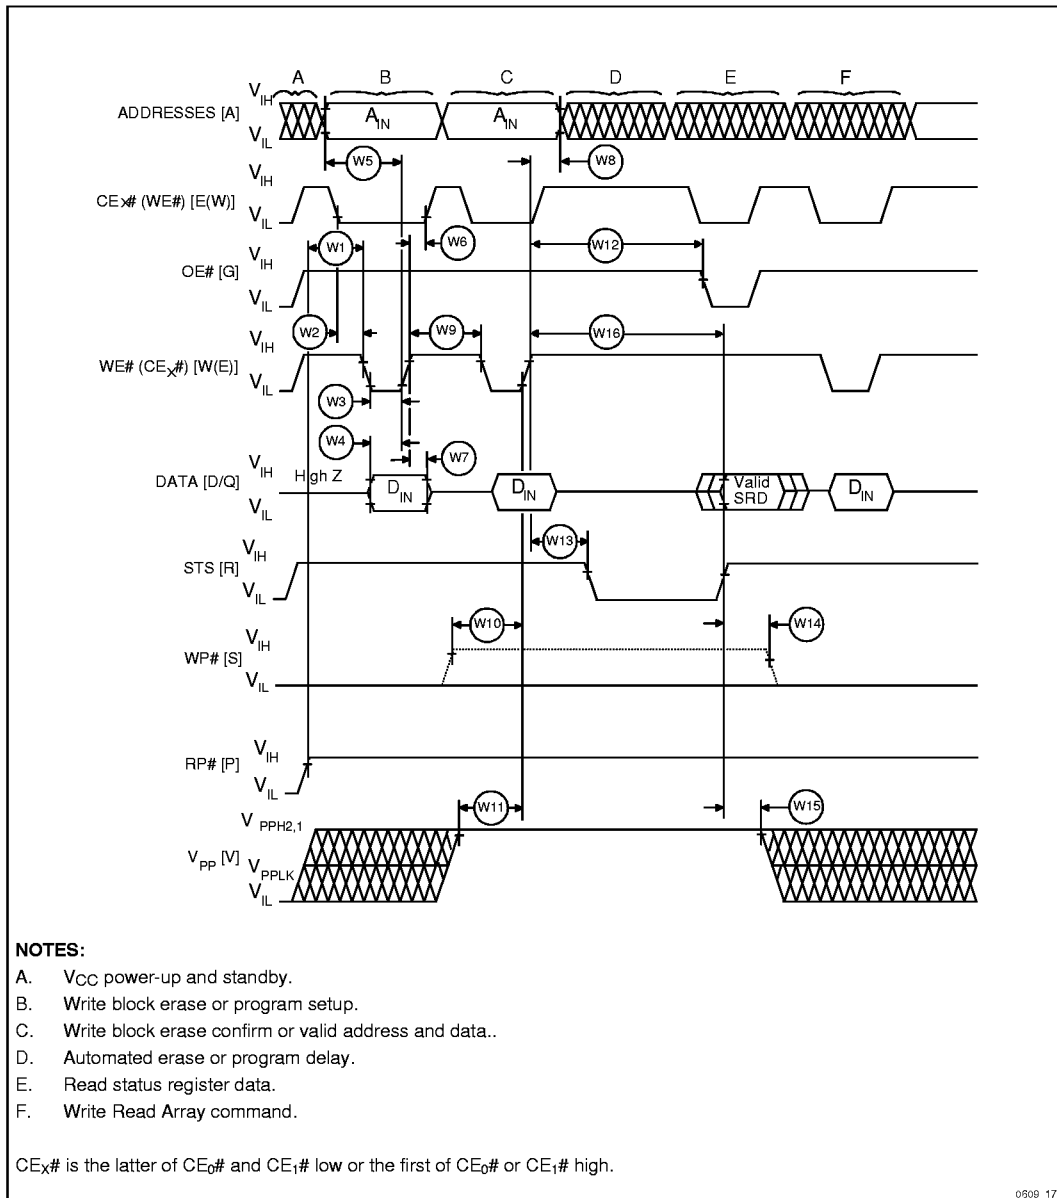 A B C D E F
V_IH
ADDRESSES [A] A_IN A_IN
V_IL
W5 W8
V_IH
CE_X# (WE#) [E(W)]
V_IL
W1 W6 W12
V_IH
OE# [G]
V_IL
W2 W9 W16
V_IH
WE# (CE_X#) [W(E)]
V_IL
W3
W4 W7
V_IH High Z Valid
DATA [D/Q] D_IN D_IN SRD D_IN
V_IL
W13
V_IH
STS [R]
V_IL
W10 W14
V_IH
WP# [S]
V_IL
V_IH
RP# [P]
V_IL
W11 W15
V_PPH2,1
V_PP [V] V_PPLK
V_IL
NOTES:
A. V_CC power-up and standby.
B. Write block erase or program setup.
C. Write block erase confirm or valid address and data..
D. Automated erase or program delay.
E. Read status register data.
F. Write Read Array command.
CE_X# is the latter of CE_0# and CE_1# low or the first of CE_0# or CE_1# high.
0609_17